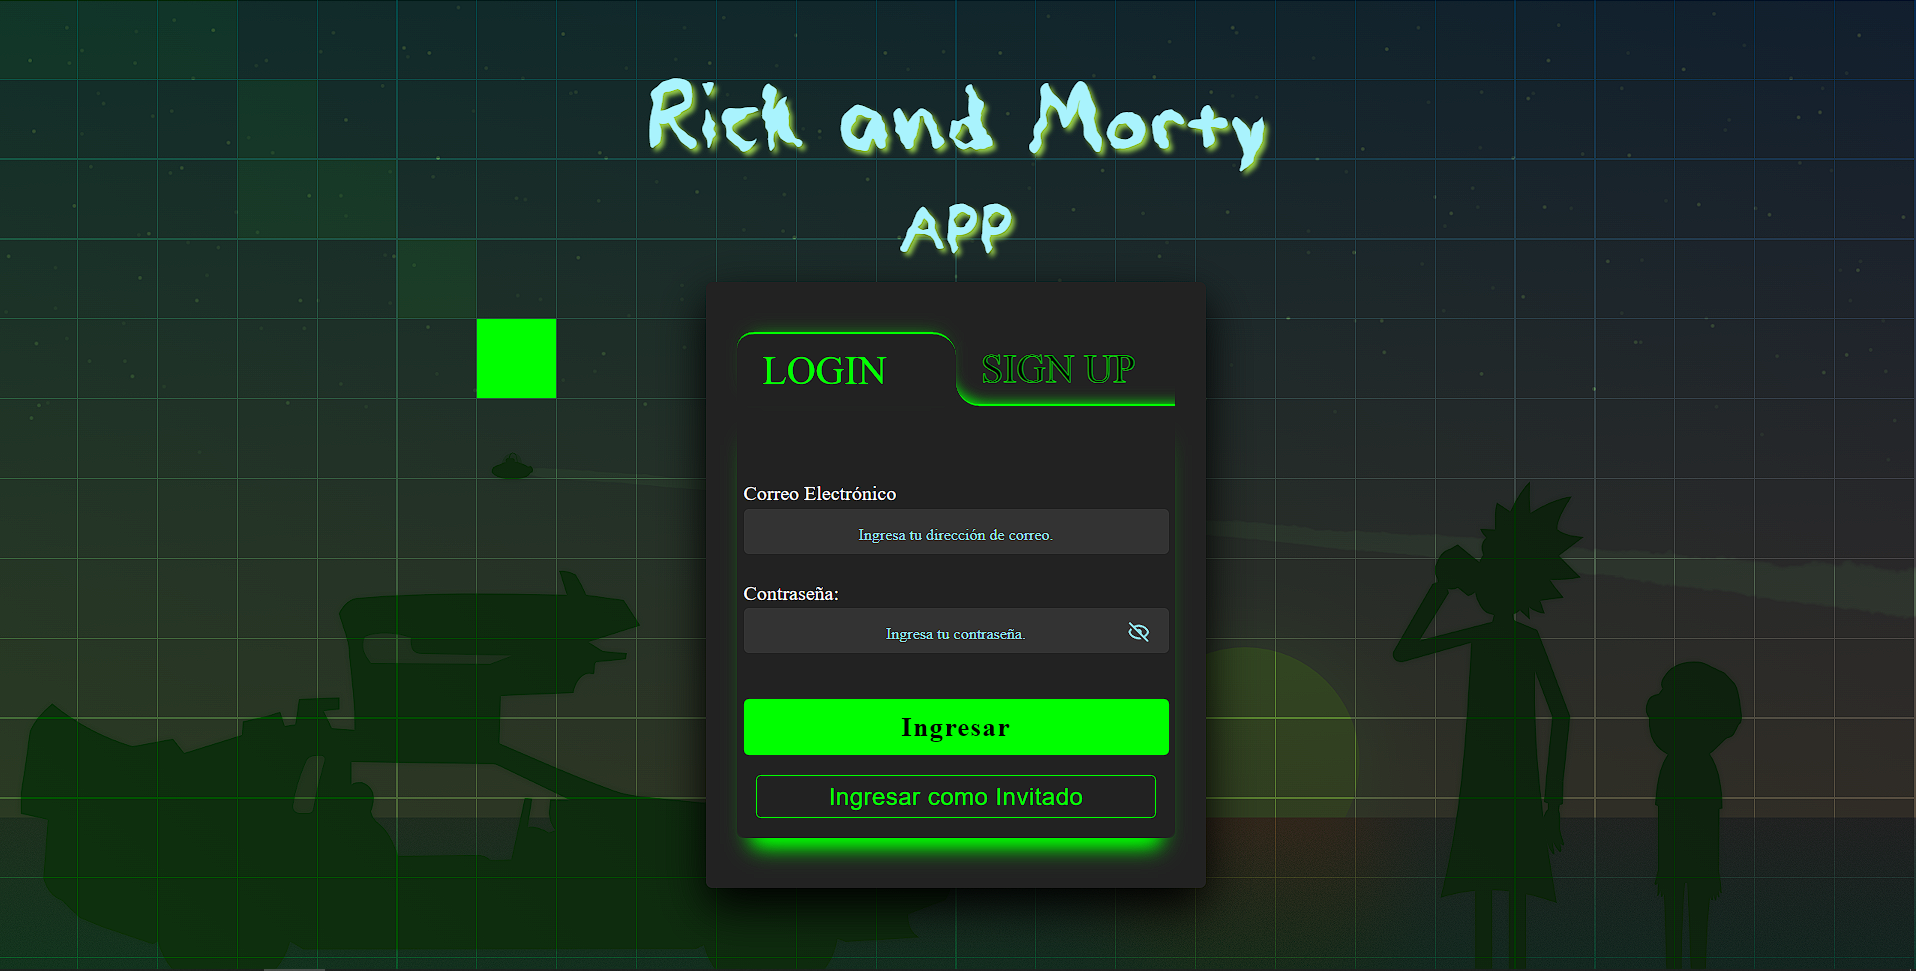 Rick and Morty
APP
LOGIN
SIGN UP
Correo Electrónico
Ingresa tu dirección de correo.
Contraseña:
Ingresa tu contraseña.
Ingresar
Ingresar como Invitado